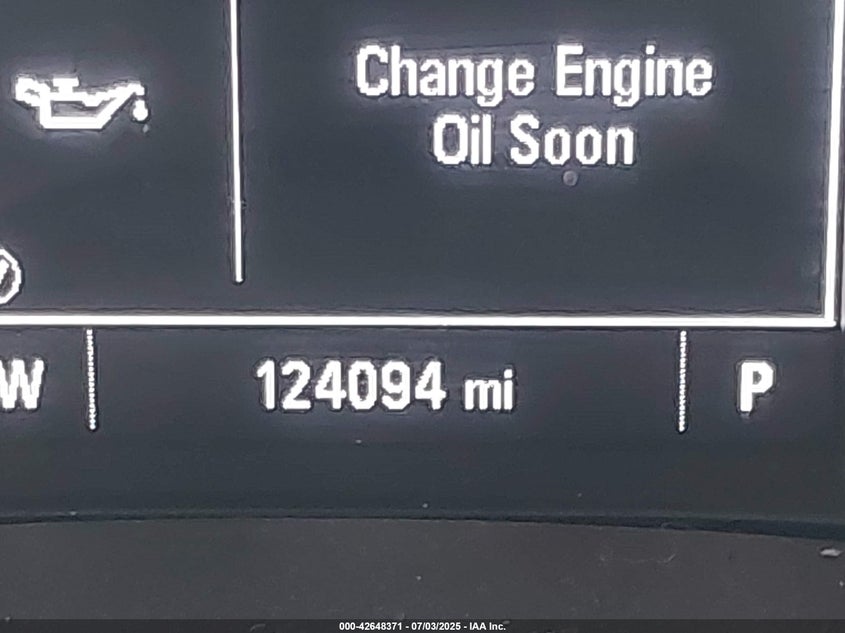 Change Engine
Oil Soon
W
124094 mi
P
000-42648371 - 07/03/2025 - IAA Inc.